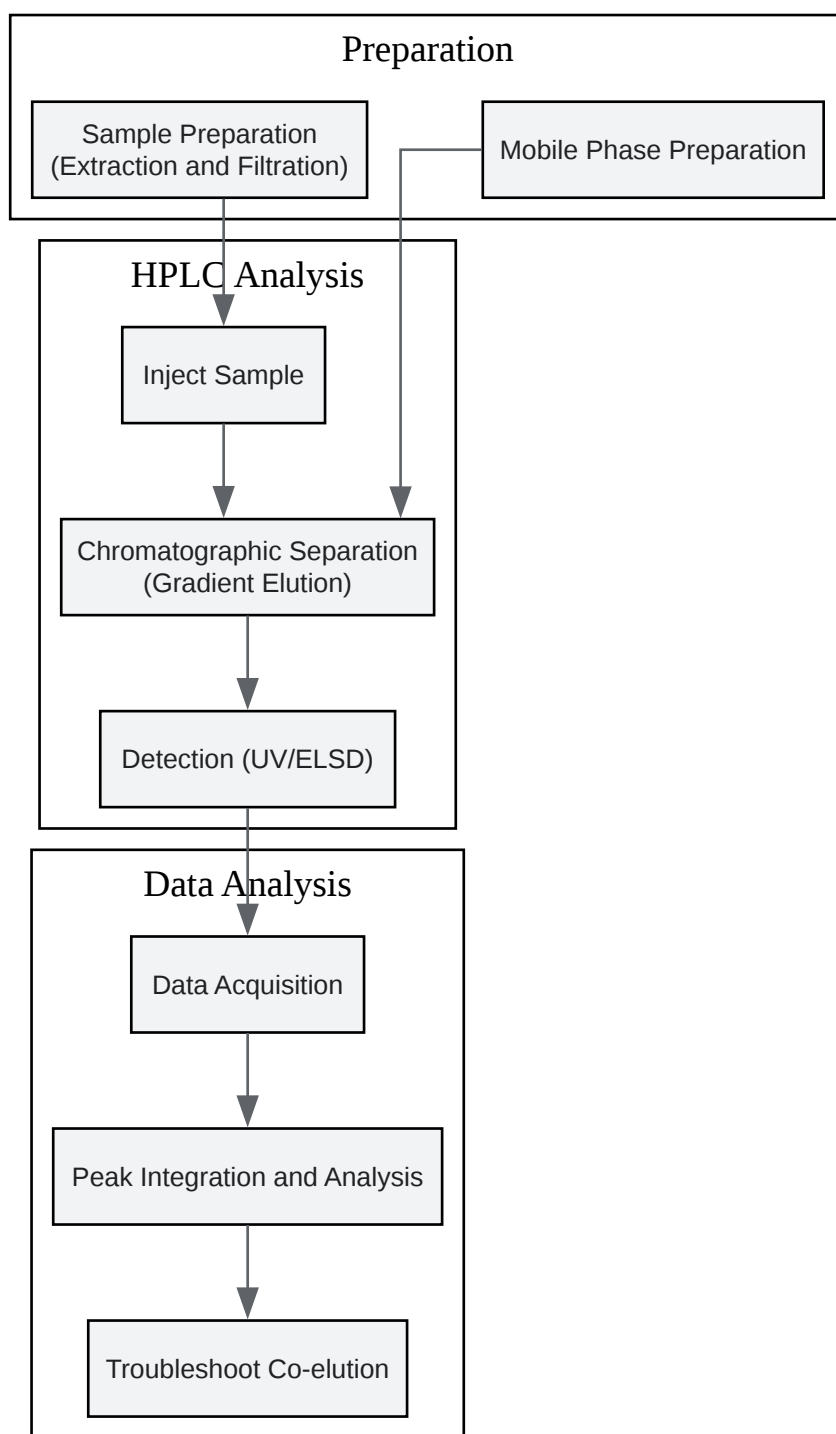 Preparation
Sample Preparation
(Extraction and Filtration)
Mobile Phase Preparation
HPLC Analysis
Inject Sample
Chromatographic Separation
(Gradient Elution)
Detection (UV/ELSD)
Data Analysis
Data Acquisition
Peak Integration and Analysis
Troubleshoot Co-elution